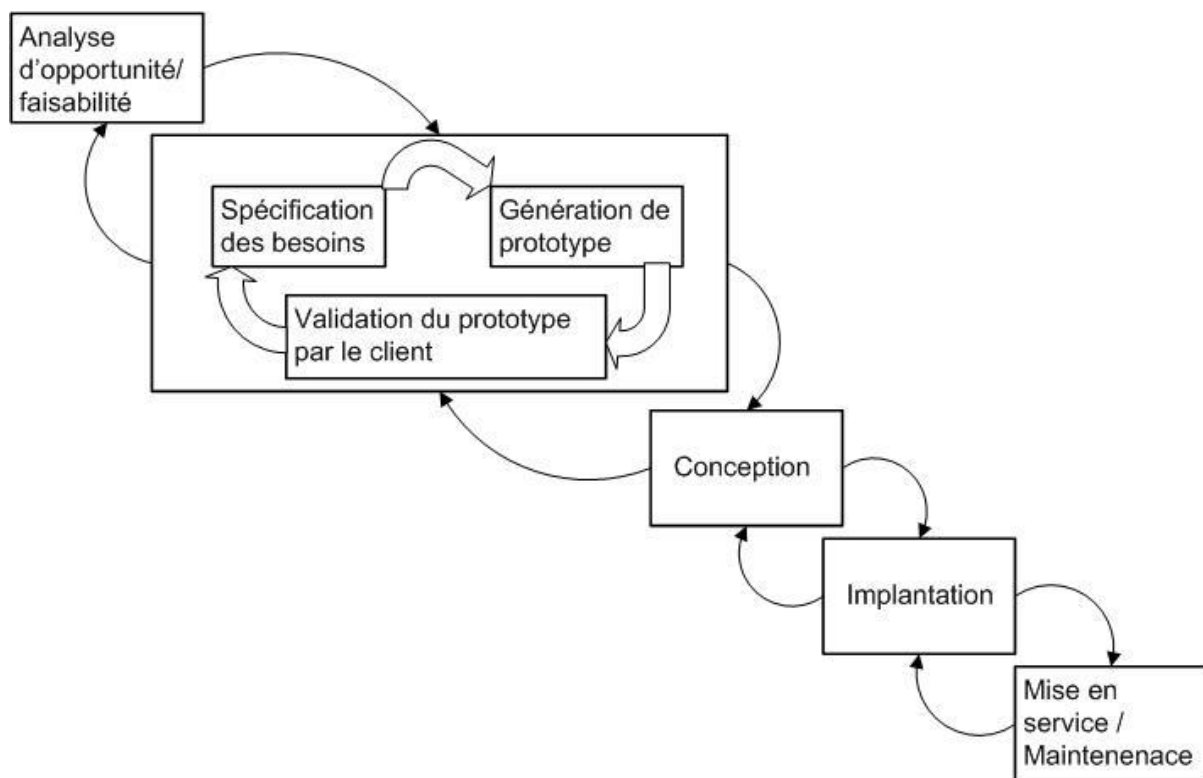 Analyse
d'opportunité/
faisabilité
Spécification
des besoins
Génération de
prototype
Validation du prototype
par le client
Conception
Implantation
Mise en
service /
Maintenenace